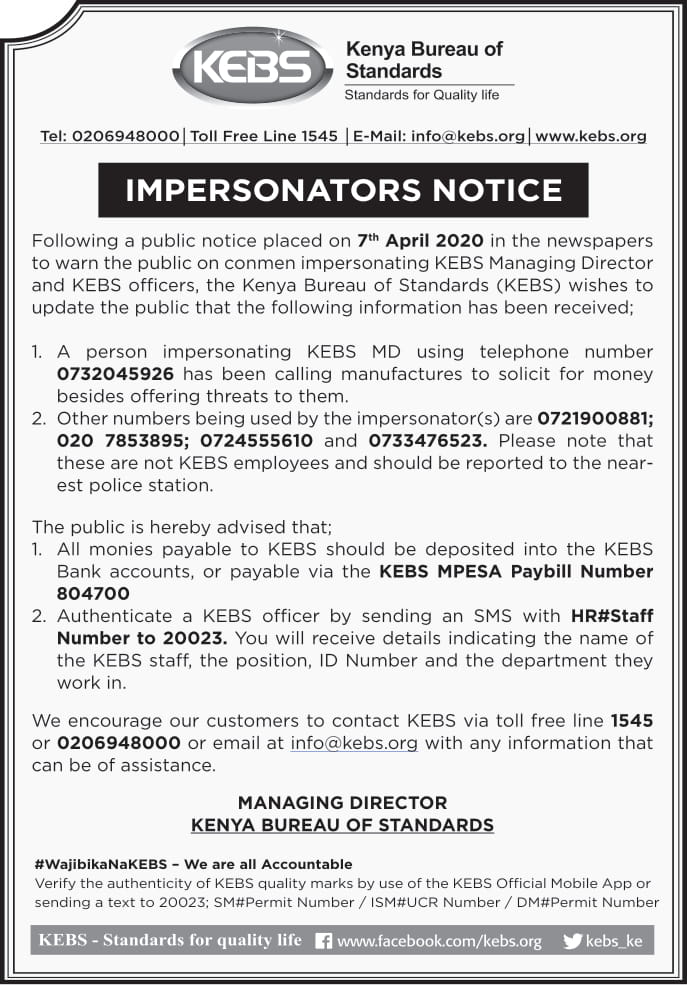 KEBS
Kenya Bureau of
Standards
Standards for Quality life
Tel: 0206948000| Toll Free Line 1545 | E-Mail: info@kebs.org| www.kebs.org
IMPERSONATORS NOTICE
Following a public notice placed on 7th April 2020 in the newspapers
to warn the public on conmen impersonating KEBS Managing Director
and KEBS officers, the Kenya Bureau of Standards (KEBS) wishes to
update the public that the following information has been received;
1. A person impersonating KEBS MD using telephone number
0732045926 has been calling manufactures to solicit for money
besides offering threats to them.
2. Other numbers being used by the impersonator(s) are 0721900881;
020 7853895; 0724555610 and 0733476523. Please note that
these are not KEBS employees and should be reported to the near-
est police station.
The public is hereby advised that;
1. All monies payable to KEBS should be deposited into the KEBS
Bank accounts, or payable via the KEBS MPESA Paybill Number
804700
2. Authenticate a KEBS officer by sending an SMS with HR#Staff
Number to 20023. You will receive details indicating the name of
the KEBS staff, the position, ID Number and the department they
work in.
We encourage our customers to contact KEBS via toll free line 1545
or 0206948000 or email at info@kebs.org with any information that
can be of assistance.
MANAGING DIRECTOR
KENYA BUREAU OF STANDARDS
#WajibikaNaKEBS – We are all Accountable
Verify the authenticity of KEBS quality marks by use of the KEBS Official Mobile App or
sending a text to 20023; SM#Permit Number / ISM#UCR Number / DM#Permit Number
KEBS - Standards for quality life www.facebook.com/kebs.org kebs_ke